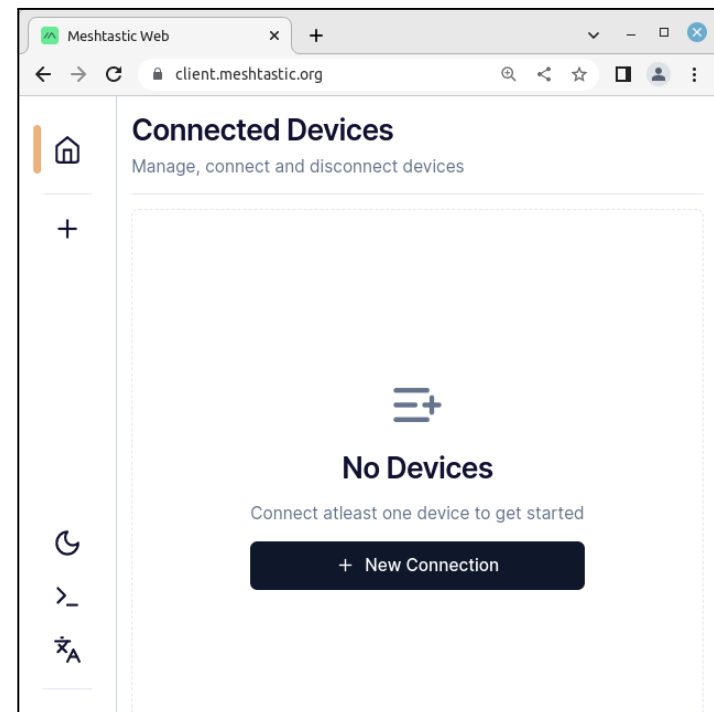 Meshtastic Web
client.meshtastic.org
Connected Devices
Manage, connect and disconnect devices
No Devices
Connect atleast one device to get started
+ New Connection